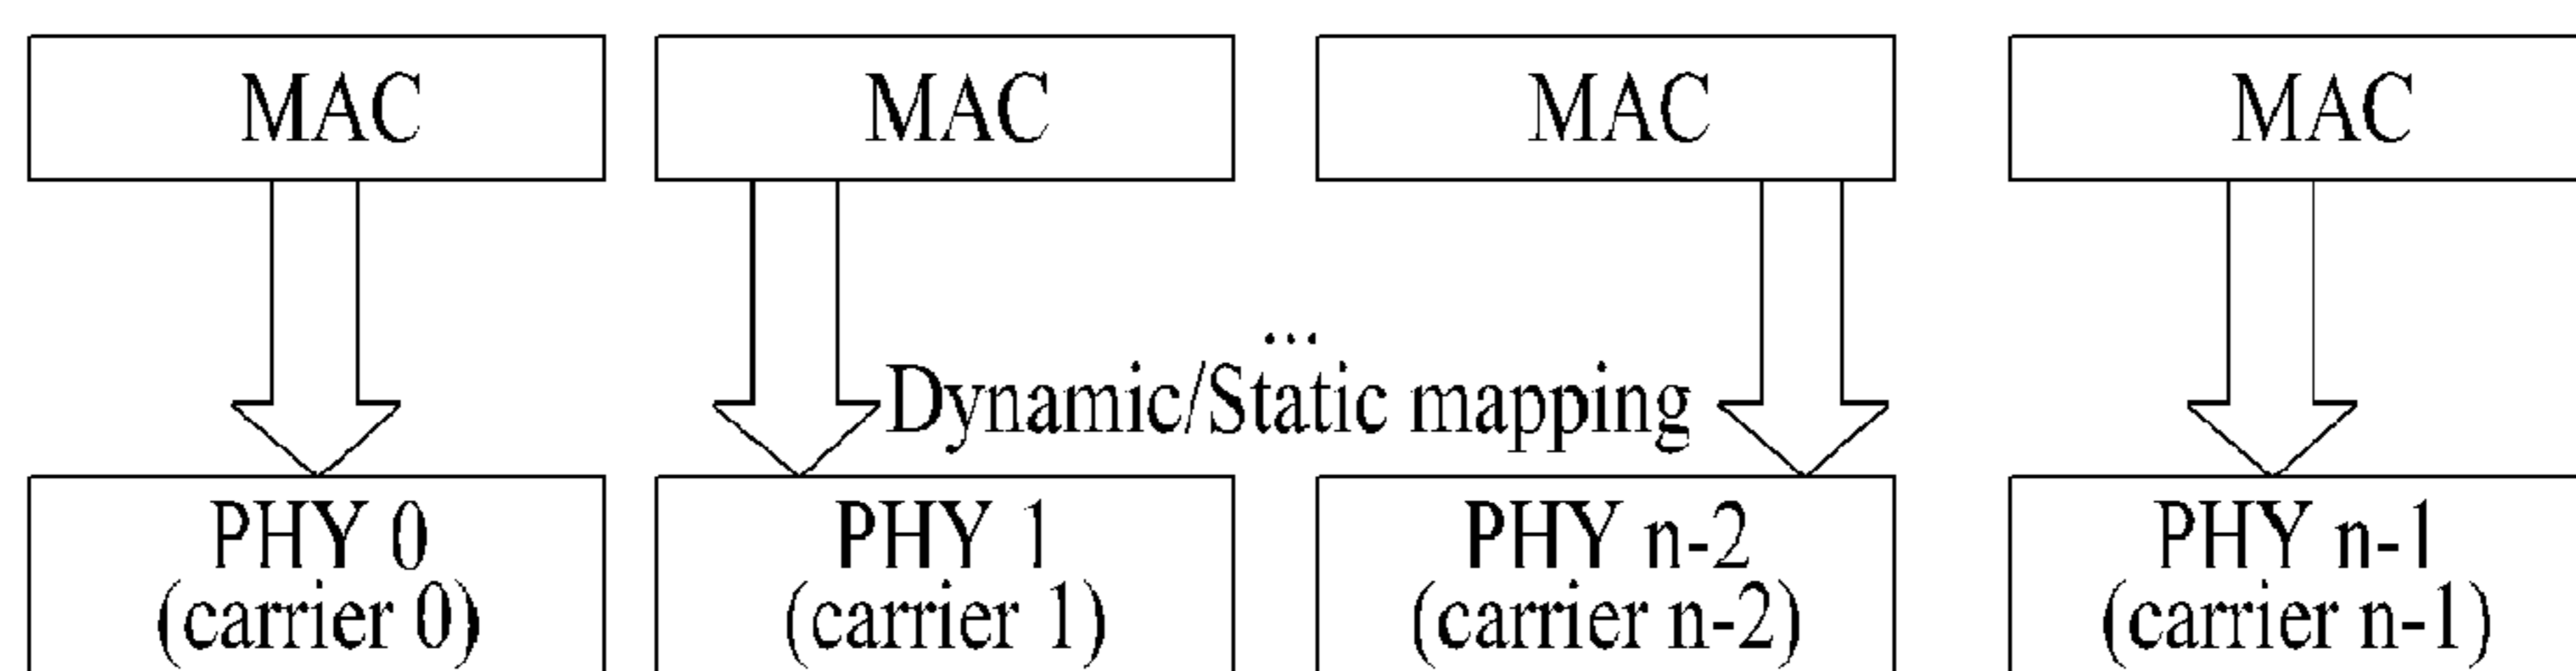 MAC MAC MAC MAC
...
Dynamic/Static mapping
PHY 0 PHY 1 PHY n-2 PHY n-1
(carrier 0) (carrier 1) (carrier n-2) (carrier n-1)